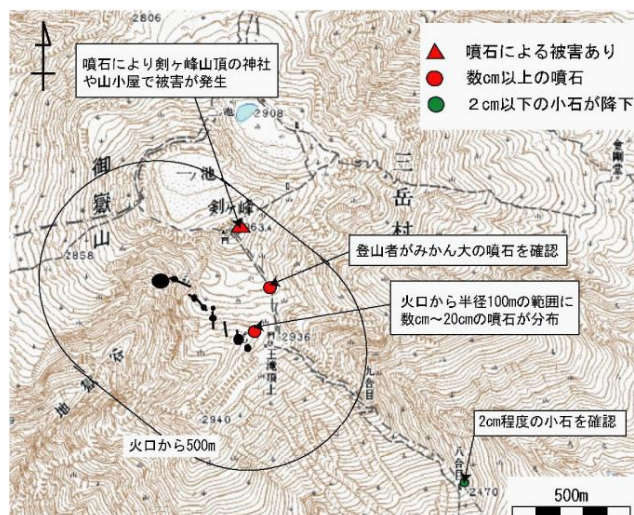 2806
噴石により剣ヶ峰山頂の神社
や山小屋で被害が発生
噴石による被害あり
数cm以上の噴石
２cm以下の小石が降下
2908
御嶽山
一ノ池
三岳村
剣ヶ峰
2858
登山者がみかん大の噴石を確認
火口から半径100mの範囲に
数cm～20cmの噴石が分布
2936
王滝頂上
九合目
地獄谷
2940
火口から500m
2cm程度の小石を確認
八合目
2470
500m